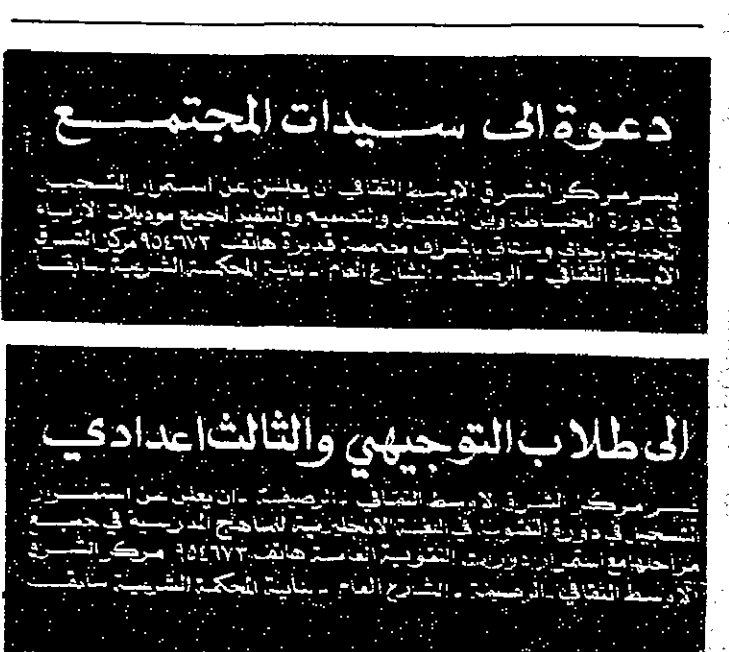 دعوة الى سيدات المجتمع
يسر مركز الشرق الاوسط الثقافي ان يعلن عن استمرار التسجيل
في دورة الخياطة وفن التفصيل والتصميم والتنفيذ لجميع موديلات الازياء
الحديثة رجالي وستاتي باشراف مصممة قديرة هاتف ٩٥٤٦٧٣ مركز الشرق
الاوسط الثقافي - الرصيفة - الشارع العام - بناية المحكمة الشرعية سابقا
الى طلاب التوجيهي والثالث اعدادي
يسر مركز الشرق الاوسط الثقافي - الرصيفة - ان يعلن عن استمرار
التسجيل في دورة التقوية في اللغة الانجليزية للمناهج المدرسية في جميع
مراحلها مع استمرار دورات التقوية العامة هاتف ٩٥٤٦٧٣ مركز الشرق
الاوسط الثقافي - الرصيفة - الشارع العام - بناية المحكمة الشرعية سابقا